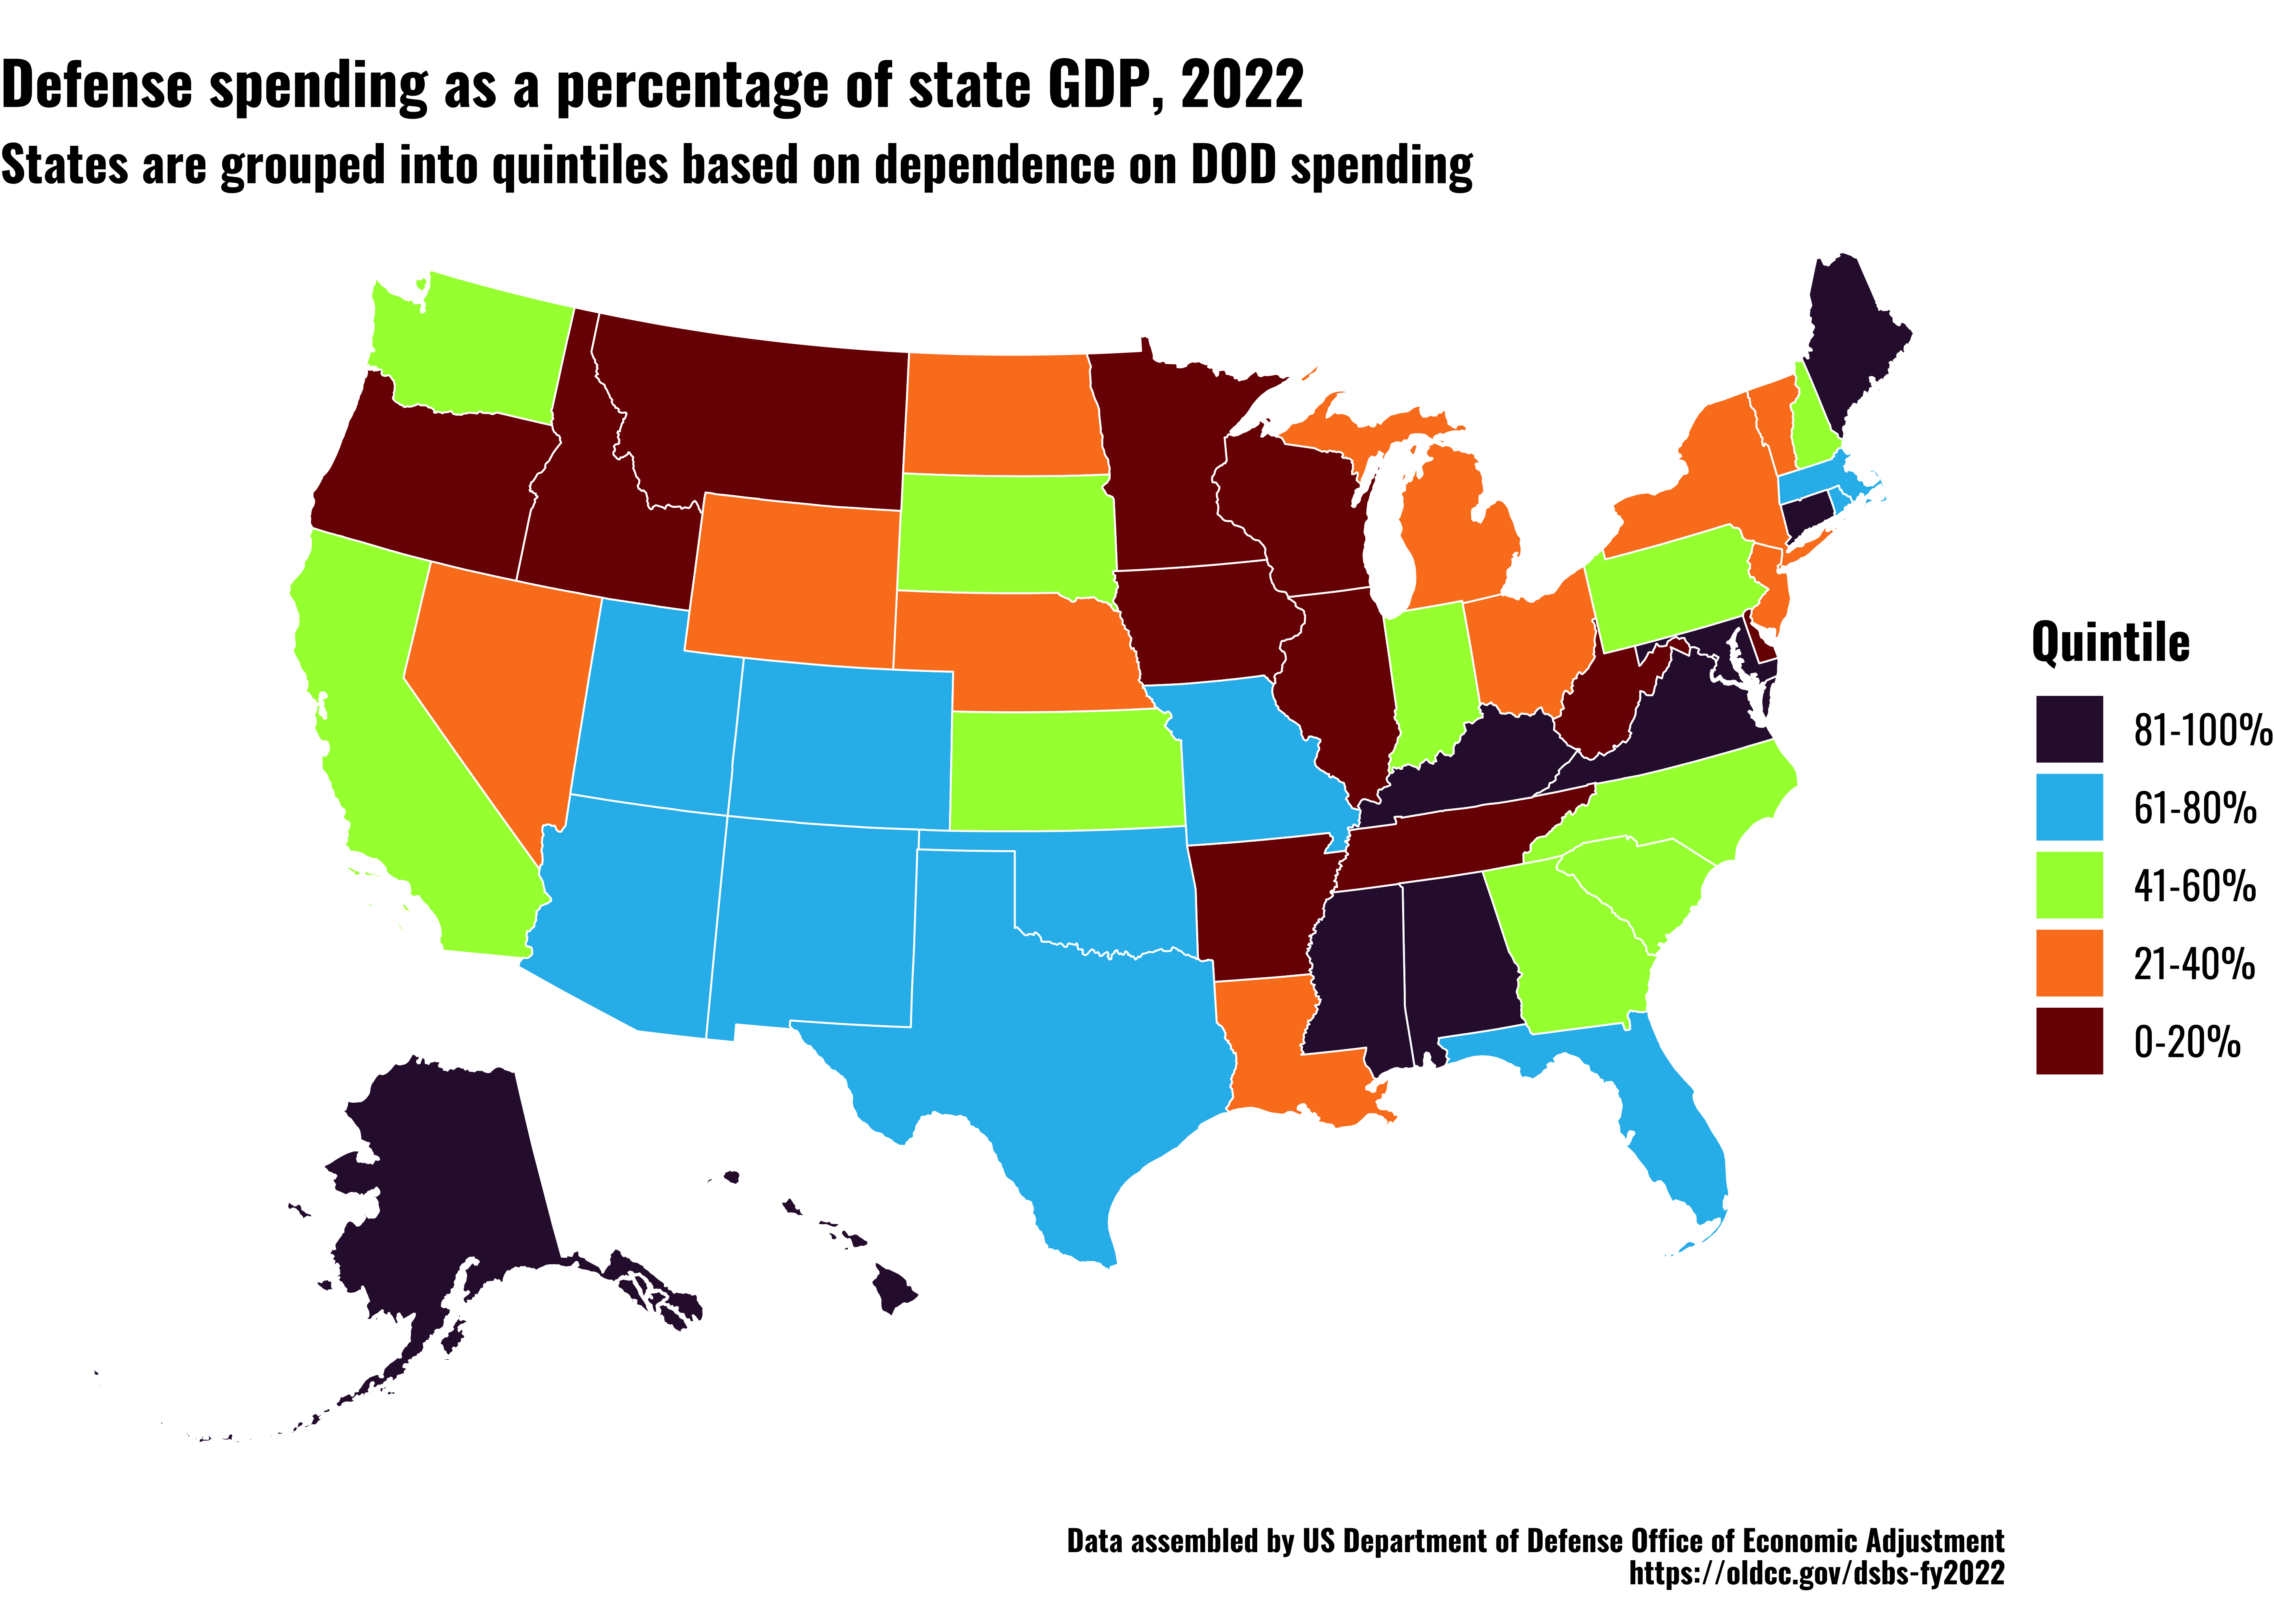 Defense spending as a percentage of state GDP, 2022
States are grouped into quintiles based on dependence on DOD spending
Quintile
81-100%
61-80%
41-60%
21-40%
0-20%
Data assembled by US Department of Defense Office of Economic Adjustment
https://oldcc.gov/dsbs-fy2022